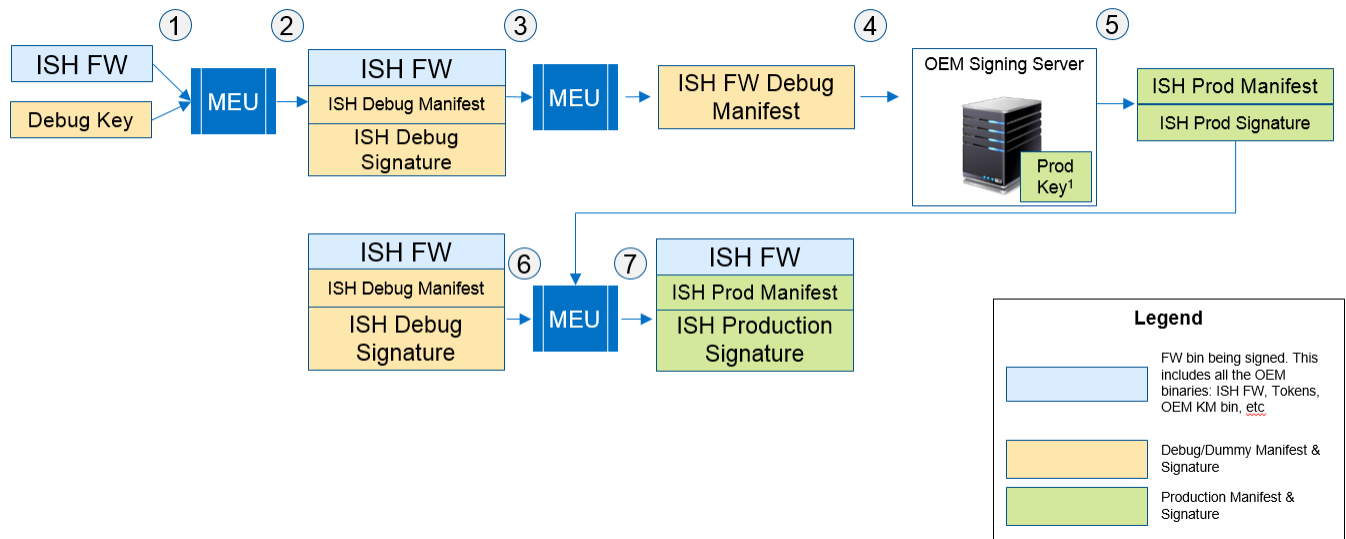 1
2
3
4
5
ISH FW
Debug Key
MEU
ISH FW
ISH Debug Manifest
ISH Debug
Signature
MEU
ISH FW Debug
Manifest
OEM Signing Server
Prod
Key¹
ISH Prod Manifest
ISH Prod Signature
ISH FW
ISH Debug Manifest
ISH Debug
Signature
6
MEU
7
ISH FW
ISH Prod Manifest
ISH Production
Signature
Legend
FW bin being signed. This
includes all the OEM
binaries: ISH FW, Tokens,
OEM KM bin, etc
Debug/Dummy Manifest &
Signature
Production Manifest &
Signature